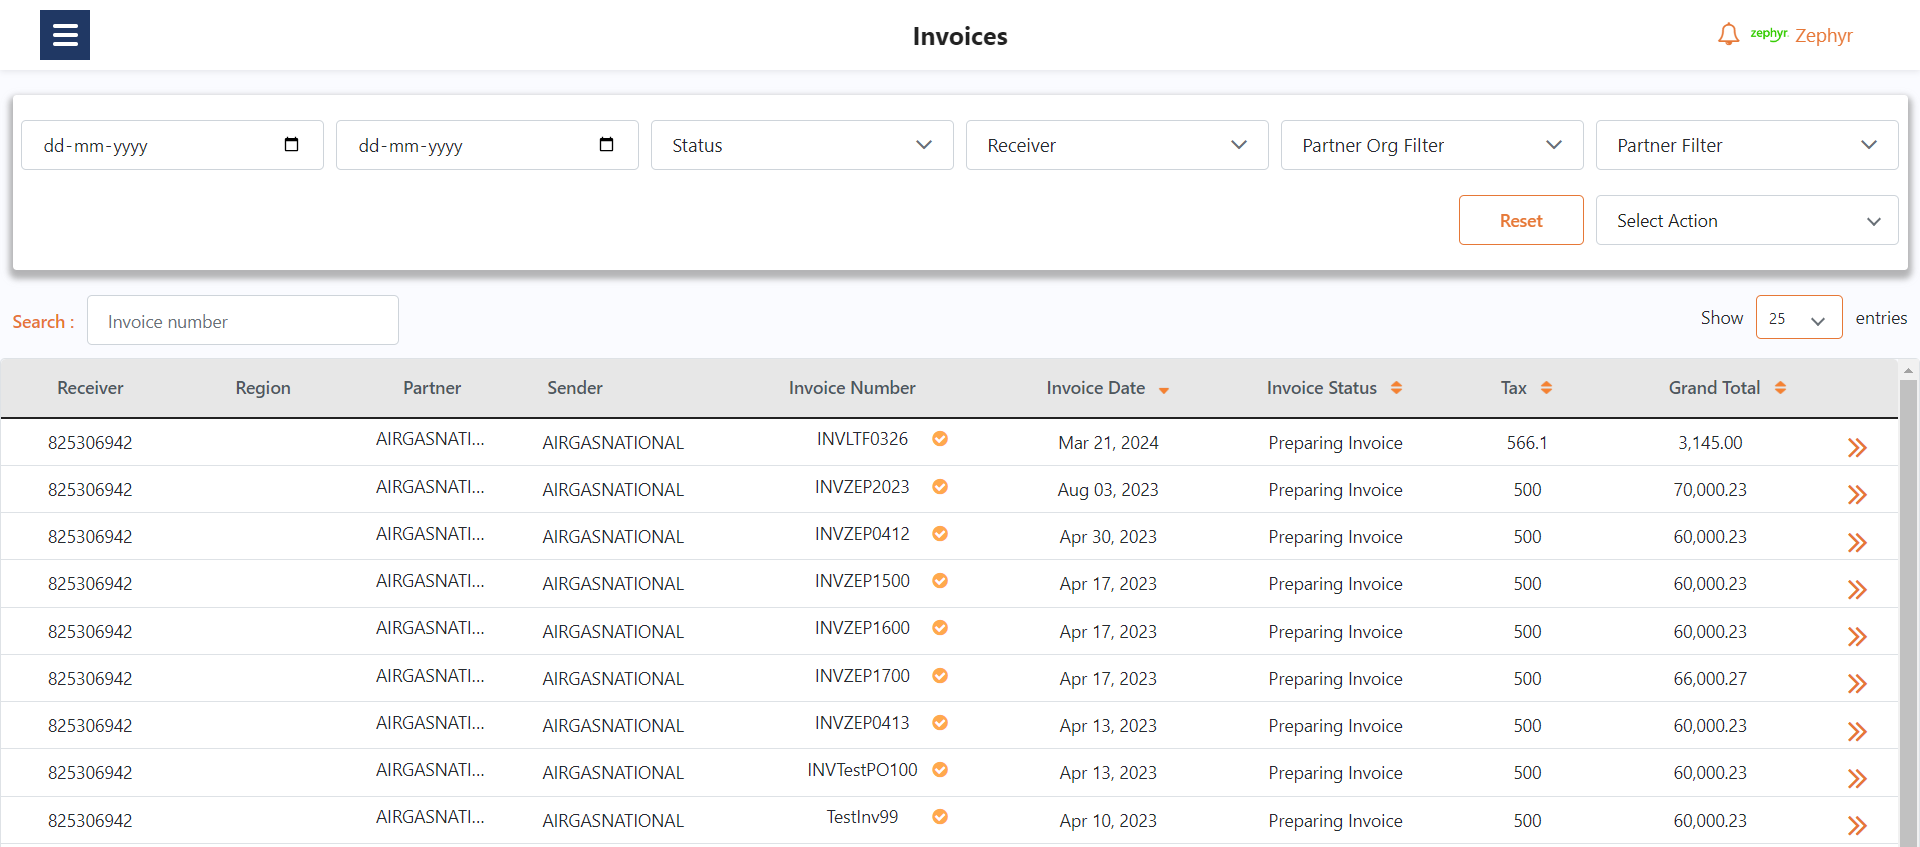 Invoices
zephyr Zephyr
dd-mm-yyyy dd-mm-yyyy Status Receiver Partner Org Filter Partner Filter
Reset Select Action
Search : Invoice number Show 25 entries
Receiver Region Partner Sender Invoice Number Invoice Date Invoice Status Tax Grand Total
825306942 AIRGASNATI... AIRGASNATIONAL INVLTF0326 Mar 21, 2024 Preparing Invoice 566.1 3,145.00
825306942 AIRGASNATI... AIRGASNATIONAL INVZEP2023 Aug 03, 2023 Preparing Invoice 500 70,000.23
825306942 AIRGASNATI... AIRGASNATIONAL INVZEP0412 Apr 30, 2023 Preparing Invoice 500 60,000.23
825306942 AIRGASNATI... AIRGASNATIONAL INVZEP1500 Apr 17, 2023 Preparing Invoice 500 60,000.23
825306942 AIRGASNATI... AIRGASNATIONAL INVZEP1600 Apr 17, 2023 Preparing Invoice 500 60,000.23
825306942 AIRGASNATI... AIRGASNATIONAL INVZEP1700 Apr 17, 2023 Preparing Invoice 500 66,000.27
825306942 AIRGASNATI... AIRGASNATIONAL INVZEP0413 Apr 13, 2023 Preparing Invoice 500 60,000.23
825306942 AIRGASNATI... AIRGASNATIONAL INVTestPO100 Apr 13, 2023 Preparing Invoice 500 60,000.23
825306942 AIRGASNATI... AIRGASNATIONAL TestInv99 Apr 10, 2023 Preparing Invoice 500 60,000.23